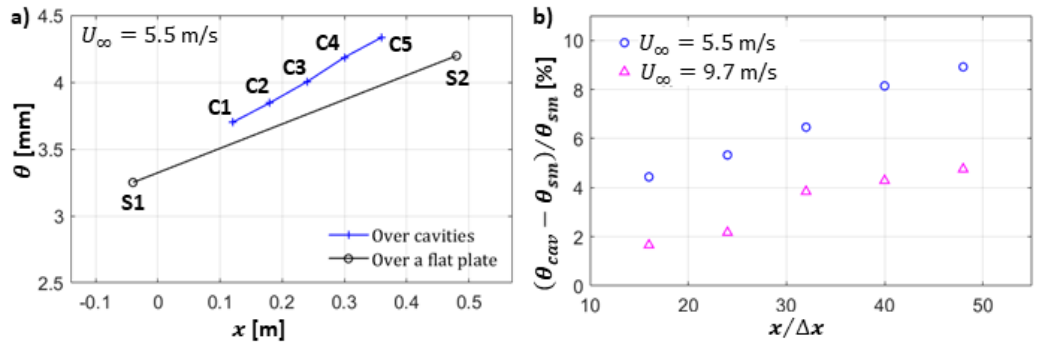 a)
U∞ = 5.5 m/s
4.5
4
3.5
3
2.5
θ [mm]
C1
C2
C3
C4
C5
S1
S2
Over cavities
Over a flat plate
-0.1 0 0.1 0.2 0.3 0.4 0.5
x [m]
b)
U∞ = 5.5 m/s
U∞ = 9.7 m/s
10
8
6
4
2
0
(θcav − θsm)/θsm [%]
10 20 30 40 50
x/Δx